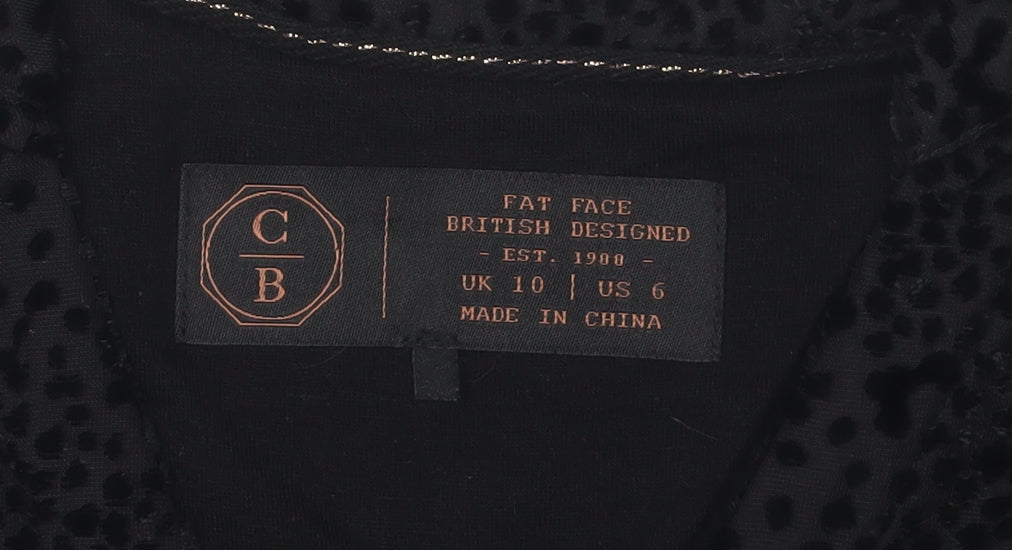 C
B
FAT FACE
BRITISH DESIGNED
- EST. 1988 -
UK 10 | US 6
MADE IN CHINA